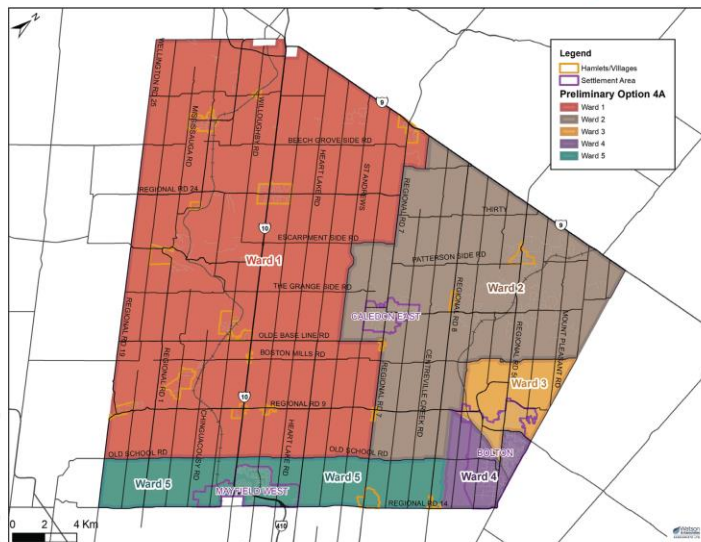 Z
Legend
Hamlets/Villages
Settlement Area
Preliminary Option 4A
Ward 1
Ward 2
Ward 3
Ward 4
Ward 5
WELLINGTON RD 25
MISSISSAUGA RD
WILLOUGHBY RD
9
BEECH GROVE SIDE RD
HEART LAKE RD
ST ANDREWS
REGIONAL RD 7
REGIONAL RD 24
THIRTY
10
9
ESCARPMENT SIDE RD
PATTERSON SIDE RD
Ward 1
Ward 2
THE GRANGE SIDE RD
REGIONAL RD 8
CALEDON EAST
REGIONAL RD 19
OLDE BASE LINE RD
REGIONAL RD 50
MOUNT PLEASANT RD
BOSTON MILLS RD
CENTREVILLE CREEK RD
REGIONAL RD 1
REGIONAL RD 7
Ward 3
10
REGIONAL RD 9
CHINGUACOUSY RD
HEART LAKE RD
OLD SCHOOL RD
OLD SCHOOL RD
BOLTON
Ward 5
Ward 5
Ward 4
MAYFIELD WEST
REGIONAL RD 14
410
0 2 4 Km
Watson